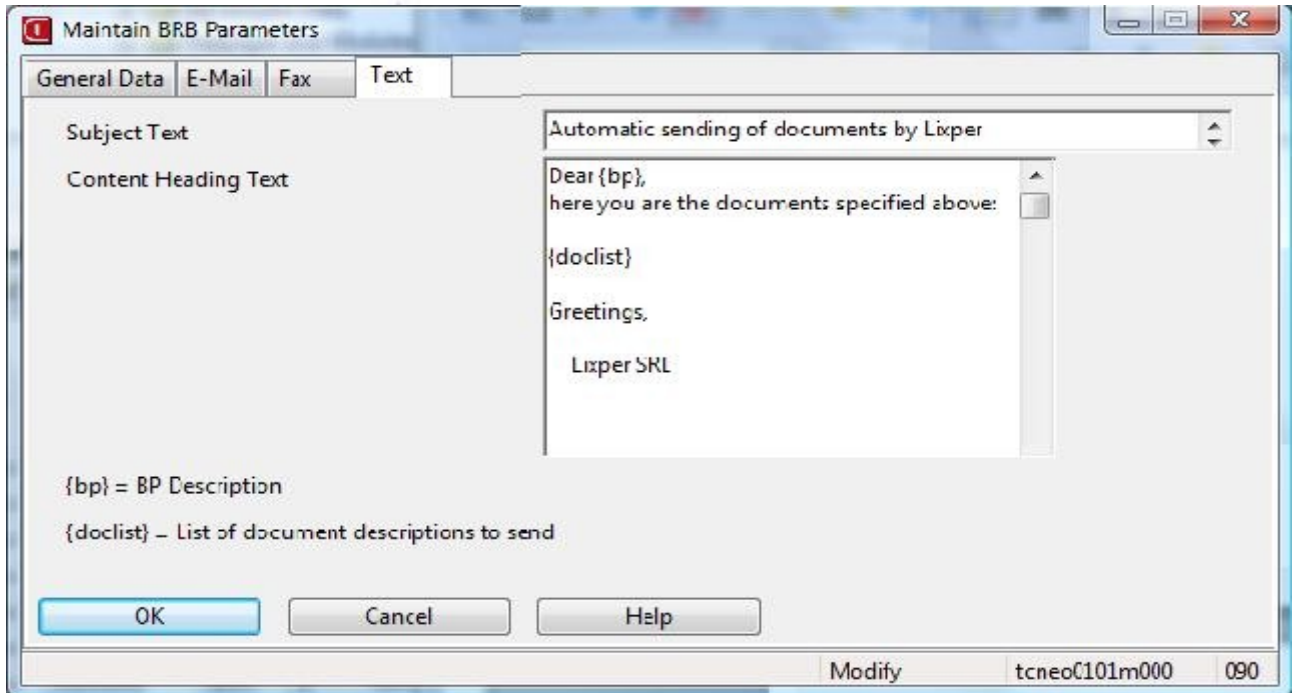 Maintain BRB Parameters
General Data E-Mail Fax Text
Subject Text Automatic sending of documents by Lixper
Content Heading Text Dear {bp},
here you are the documents specified above:
{doclist}
Greetings,
Lixper SRL
{bp} = BP Description
{doclist} = List of document descriptions to send
OK Cancel Help
Modify tcneo0101m000 090